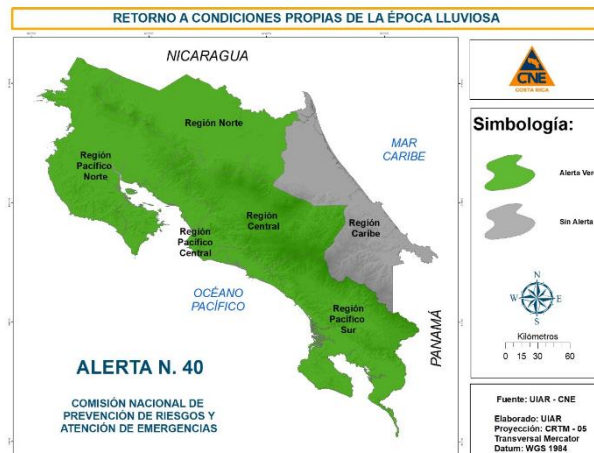 RETORNO A CONDICIONES PROPIAS DE LA ÉPOCA LLUVIOSA
NICARAGUA
Región Norte
MAR
CARIBE
Región
Pacífico
Norte
Región
Central
Región
Caribe
Región
Pacífico
Central
OCÉANO
PACÍFICO
Región
Pacífico
Sur
PANAMÁ
ALERTA N. 40
COMISIÓN NACIONAL DE
PREVENCIÓN DE RIESGOS Y
ATENCIÓN DE EMERGENCIAS
CNE
COSTA RICA
Simbología:
Alerta Ver
Sin Alerta
N
W E
S
Kilómetros
0 15 30 60
Fuente: UIAR - CNE
Elaborado: UIAR
Proyección: CRTM - 05
Transversal Mercator
Datum: WGS 1984